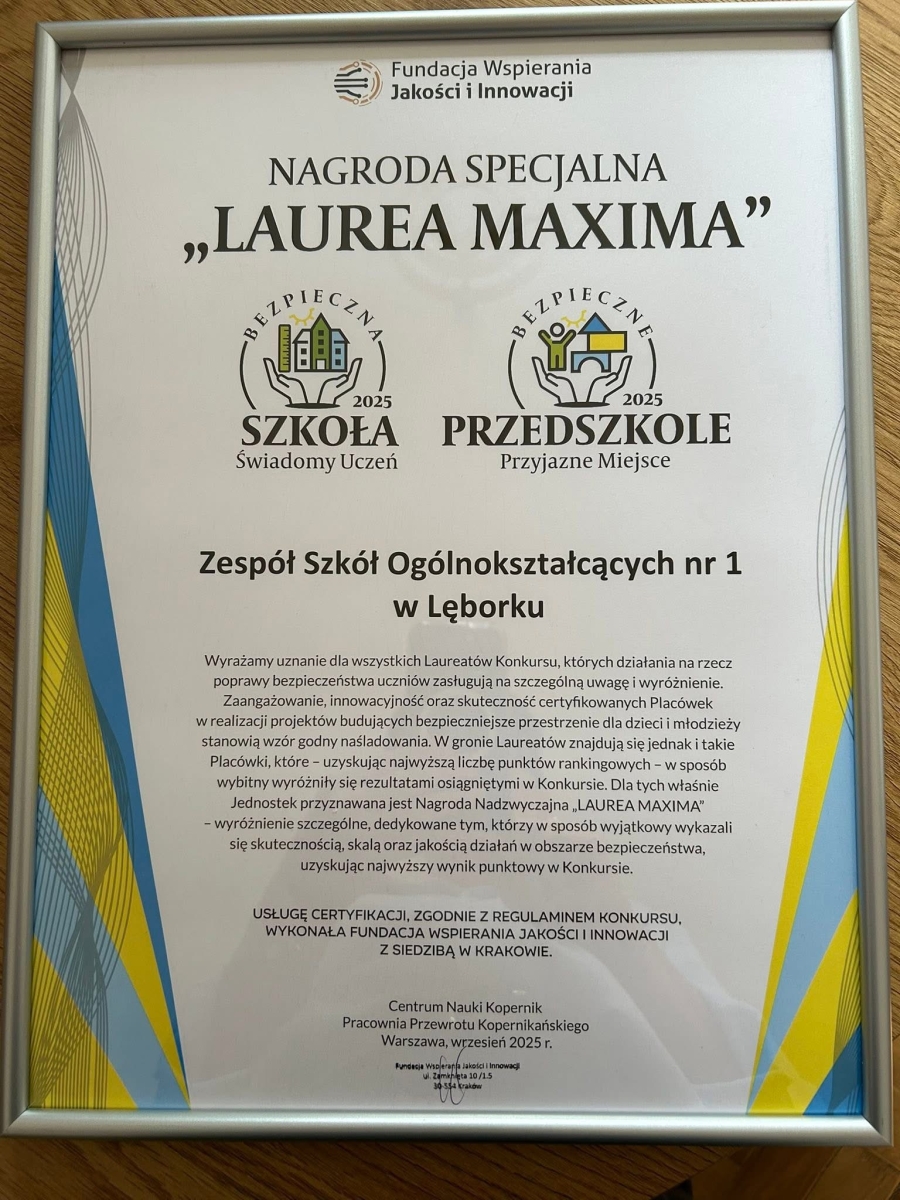 Fundacja Wspierania
Jakości i Innowacji
NAGRODA SPECJALNA
„LAUREA MAXIMA”
BEZPIECZNA
2025
SZKOŁA
Świadomy Uczeń
BEZPIECZNE
2025
PRZEDSZKOLE
Przyjazne Miejsce
Zespół Szkół Ogólnokształcących nr 1
w Lęborku
Wyrażamy uznanie dla wszystkich Laureatów Konkursu, których działania na rzecz
poprawy bezpieczeństwa uczniów zasługują na szczególną uwagę i wyróżnienie.
Zaangażowanie, innowacyjność oraz skuteczność certyfikowanych Placówek
w realizacji projektów budujących bezpieczniejsze przestrzenie dla dzieci i młodzieży
stanowią wzór godny naśladowania. W gronie Laureatów znajdują się jednak i takie
Placówki, które – uzyskując najwyższą liczbę punktów rankingowych – w sposób
wybitny wyróżniły się rezultatami osiągniętymi w Konkursie. Dla tych właśnie
Jednostek przyznawana jest Nagroda Nadzwyczajna „LAUREA MAXIMA”
– wyróżnienie szczególne, dedykowane tym, którzy w sposób wyjątkowy wykazali
się skutecznością, skalą oraz jakością działań w obszarze bezpieczeństwa,
uzyskując najwyższy wynik punktowy w Konkursie.
USŁUGĘ CERTYFIKACJI, ZGODNIE Z REGULAMINEM KONKURSU,
WYKONAŁA FUNDACJA WSPIERANIA JAKOŚCI I INNOWACJI
Z SIEDZIBĄ W KRAKOWIE.
Centrum Nauki Kopernik
Pracownia Przewrotu Kopernikańskiego
Warszawa, wrzesień 2025 r.
Fundacja Wspierania Jakości i Innowacji
ul. Zamknięta 10/1.5
30-554 Kraków